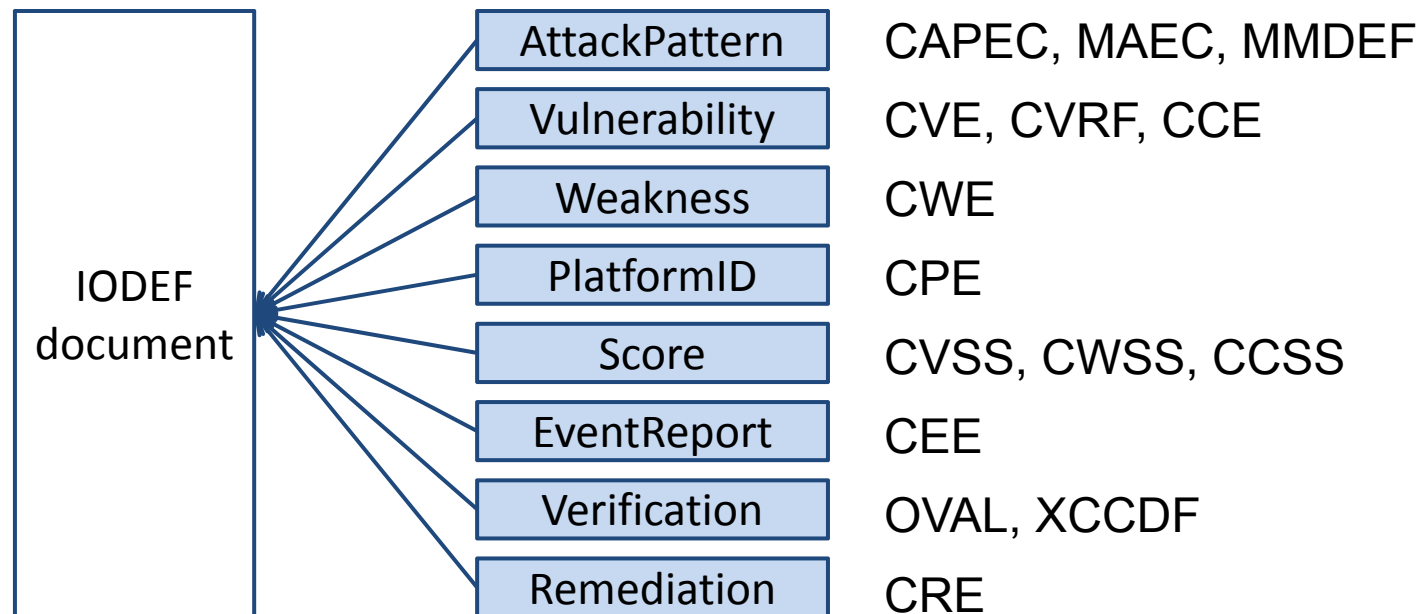 AttackPattern CAPEC, MAEC, MMDEF
Vulnerability CVE, CVRF, CCE
Weakness CWE
IODEF
document
PlatformID CPE
Score CVSS, CWSS, CCSS
EventReport CEE
Verification OVAL, XCCDF
Remediation CRE